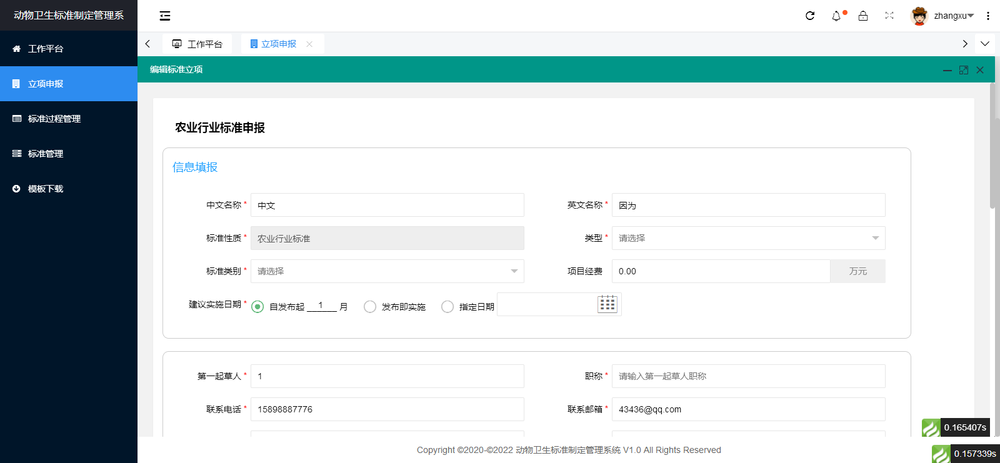 动物卫生标准制定管理系
zhangxu
工作平台
立项申报
标准过程管理
标准管理
模板下载
工作平台
立项申报
编辑标准立项
农业行业标准申报
信息填报
中文名称 * 中文
英文名称 * 因为
标准性质 * 农业行业标准
类型 * 请选择
标准类别 * 请选择
项目经费 0.00 万元
建议实施日期 * 自发布起 1 月 发布即实施 指定日期
第一起草人 * 1
职称 * 请输入第一起草人职称
联系电话 * 15898887776
联系邮箱 * 43436@qq.com
0.165407s
Copyright ©2020-©2022 动物卫生标准制定管理系统 V1.0 All Rights Reserved
0.157339s